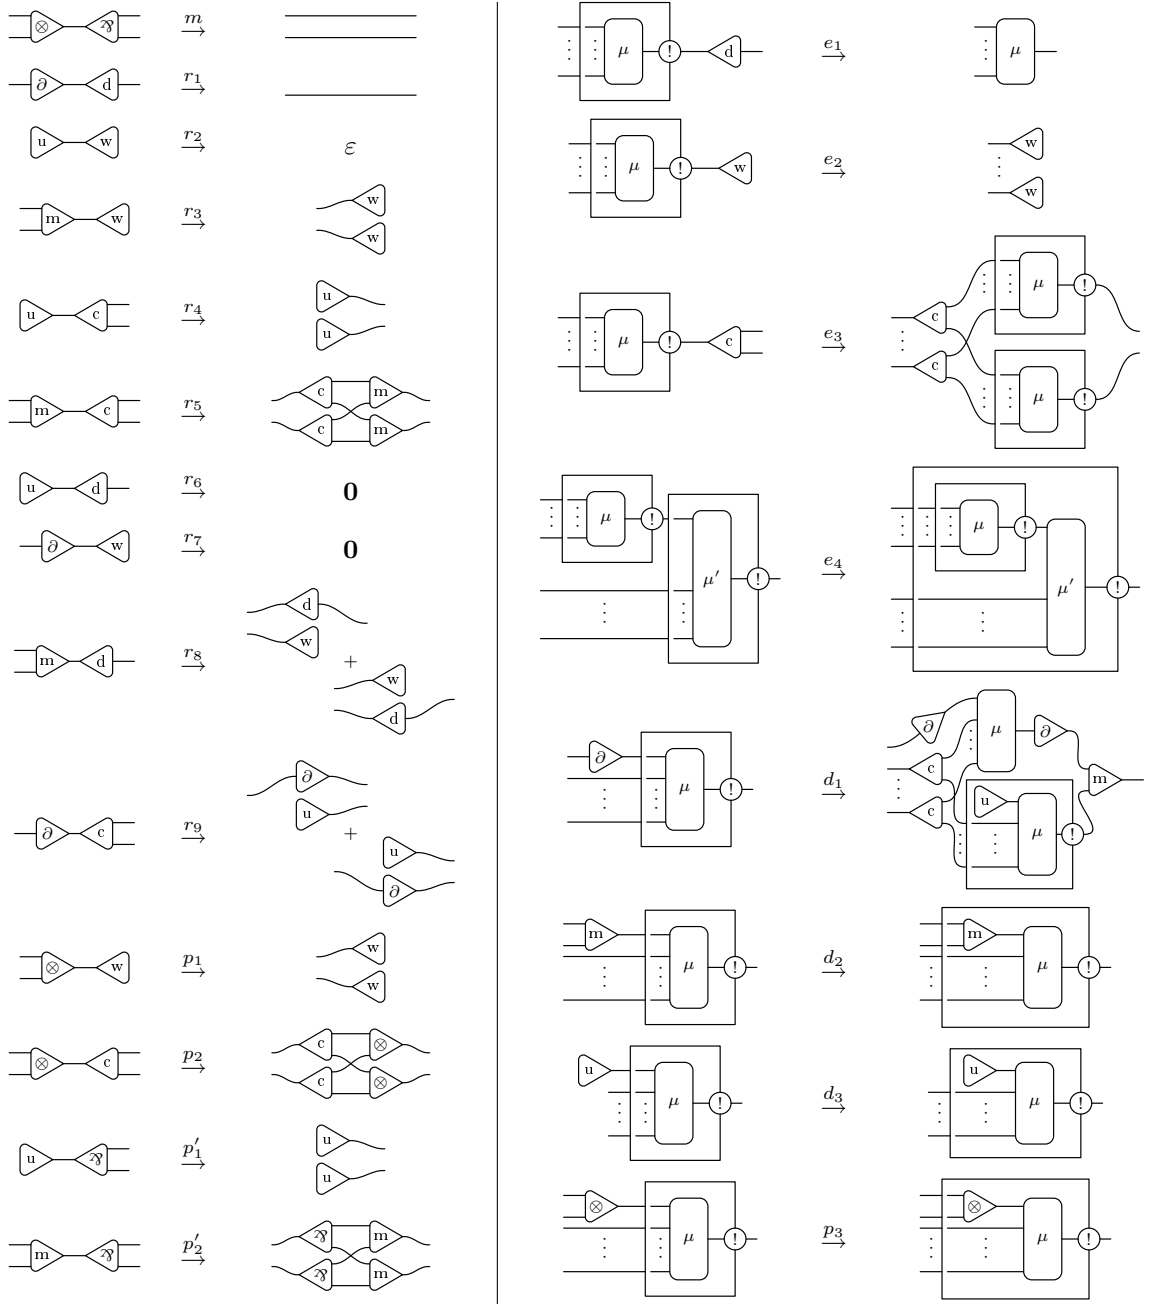 ⊗ ⅋ m →
∂ d r₁ →
u w r₂ → ε
m w r₃ → w w
u c r₄ → u u
m c r₅ → c m c m
u d r₆ → 0
∂ w r₇ → 0
m d r₈ → d w + w d
∂ c r₉ → ∂ u + u ∂
⊗ w p₁ → w w
⊗ c p₂ → c ⊗ c ⊗
u ⅋ p′₁ → u u
m ⅋ p′₂ → ⅋ m ⅋ m
μ ! d e₁ → μ
μ ! w e₂ → w w
μ ! c e₃ → c c μ ! μ !
μ ! μ′ ! e₄ → μ ! μ′ !
∂ μ ! d₁ → ∂ c c μ ∂ u μ ! m
m μ ! d₂ → m μ !
u μ ! d₃ → u μ !
⊗ μ ! p₃ → ⊗ μ !